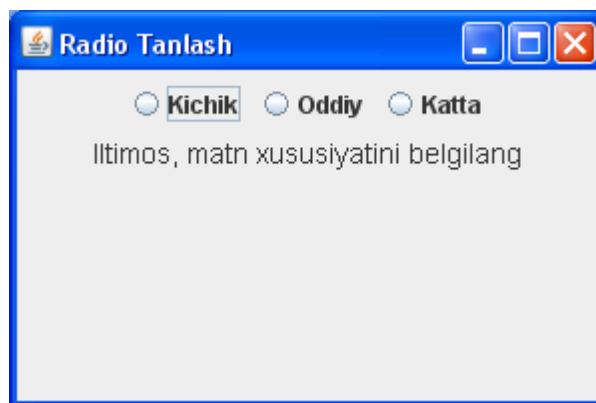 Radio Tanlash
Kichik Oddiy Katta
Iltimos, matn xususiyatini belgilang